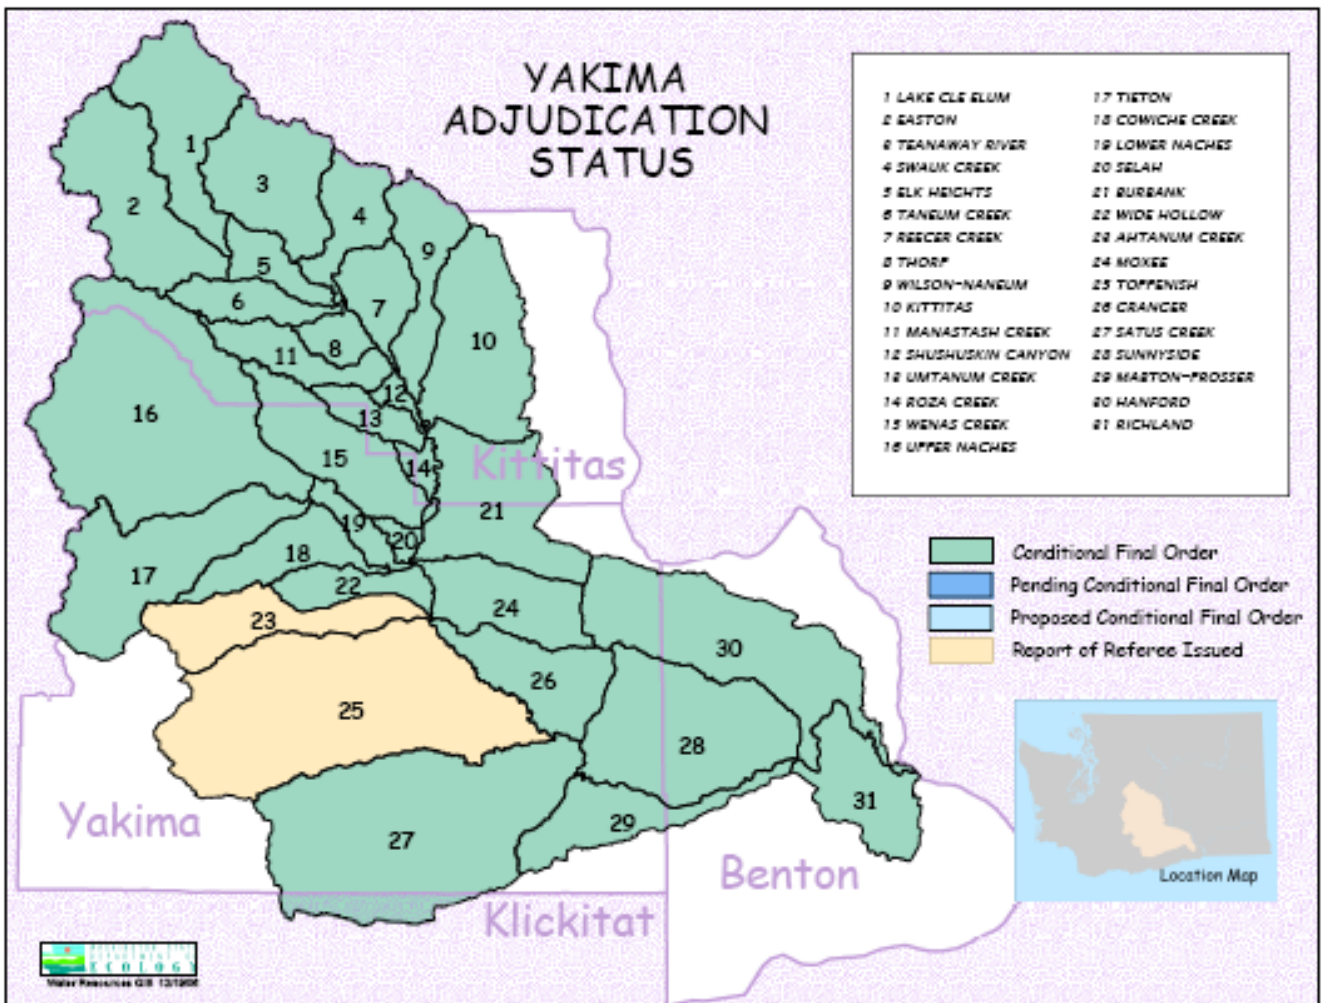 YAKIMA
ADJUDICATION
STATUS
1 LAKE CLE ELUM
2 EASTON
3 TEANAWAY RIVER
4 SWAUK CREEK
5 ELK HEIGHTS
6 TANEUM CREEK
7 REECER CREEK
8 THORP
9 WILSON-NANEUM
10 KITTITAS
11 MANASTASH CREEK
12 SHUSHUSKIN CANYON
13 UMTANUM CREEK
14 ROZA CREEK
15 WENAS CREEK
16 UPPER NACHES
17 TIETON
18 COWICHE CREEK
19 LOWER NACHES
20 SELAH
21 BURBANK
22 WIDE HOLLOW
23 AHTANUM CREEK
24 MOXEE
25 TOPPENISH
26 GRANGER
27 SATUS CREEK
28 SUNNYSIDE
29 MABTON-PROSSER
30 HANFORD
31 RICHLAND
1
2
3
4
9
5
6
7
10
8
11
12
13
16
15
14
Kittitas
21
19
20
18
17
22
24
23
30
26
25
28
31
29
27
Yakima
Benton
Klickitat
Conditional Final Order
Pending Conditional Final Order
Proposed Conditional Final Order
Report of Referee Issued
Location Map
ECOLOGY
Water Resources GIS